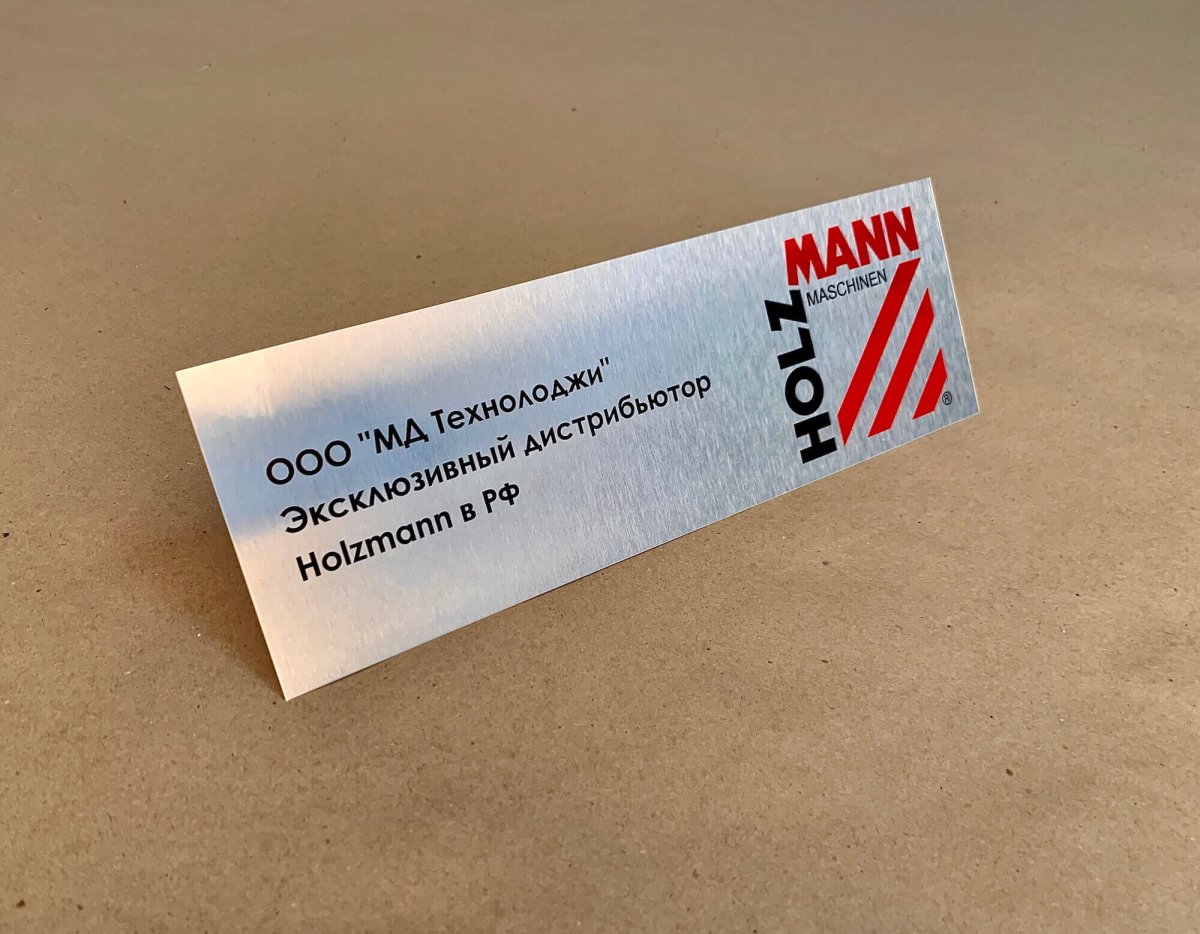 ООО "МД Технолоджи"
Эксклюзивный дистрибьютор
Holzmann в РФ
HOLZ
MANN
MASCHINEN
®